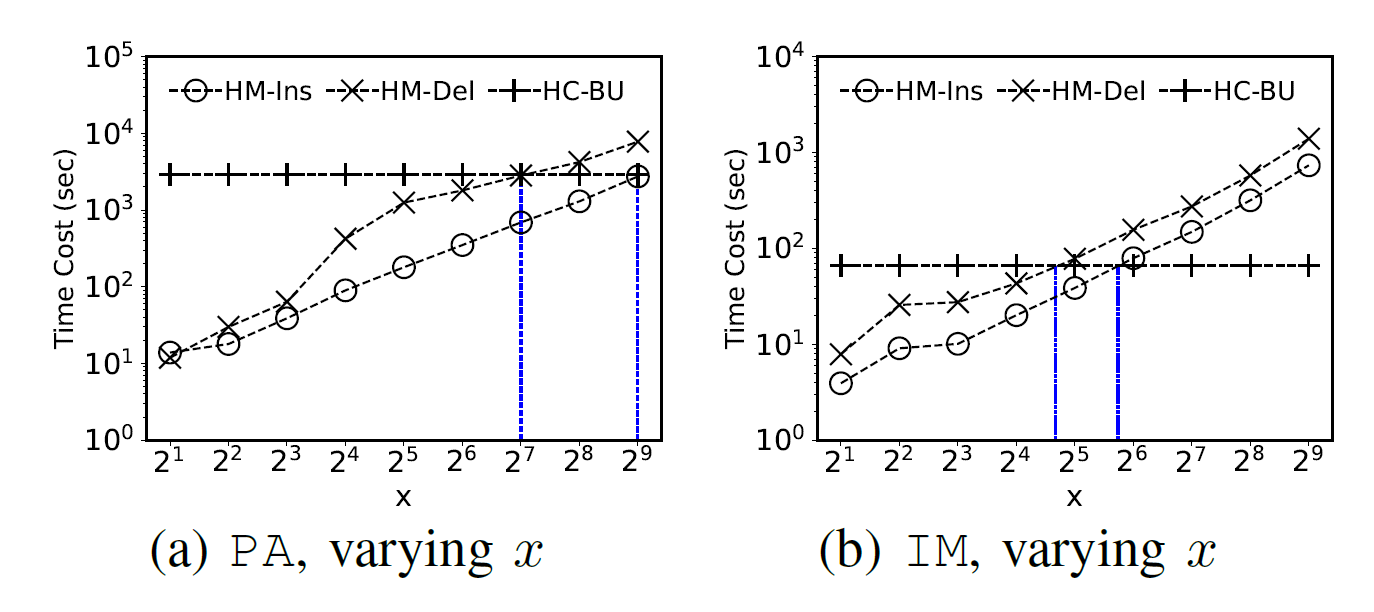 10^5
10^4
10^3
10^2
10^1
10^0
Time Cost (sec)
HM-Ins HM-Del HC-BU
2^1 2^2 2^3 2^4 2^5 2^6 2^7 2^8 2^9
x
(a) PA, varying x
10^4
10^3
10^2
10^1
10^0
Time Cost (sec)
HM-Ins HM-Del HC-BU
2^1 2^2 2^3 2^4 2^5 2^6 2^7 2^8 2^9
x
(b) IM, varying x